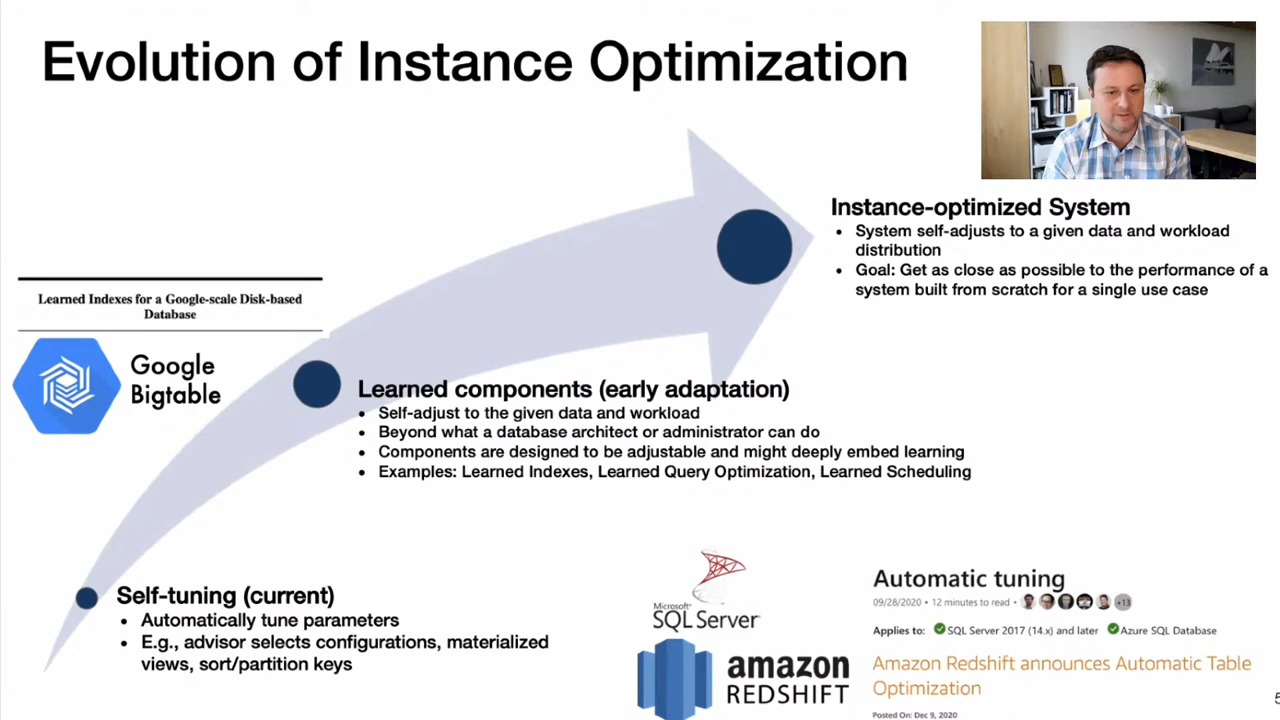 Evolution of Instance Optimization
Instance-optimized System
• System self-adjusts to a given data and workload
distribution
• Goal: Get as close as possible to the performance of a
system built from scratch for a single use case
Learned Indexes for a Google-scale Disk-based
Database
Google
Bigtable
Learned components (early adaptation)
• Self-adjust to the given data and workload
• Beyond what a database architect or administrator can do
• Components are designed to be adjustable and might deeply embed learning
• Examples: Learned Indexes, Learned Query Optimization, Learned Scheduling
Self-tuning (current)
• Automatically tune parameters
• E.g., advisor selects configurations, materialized
views, sort/partition keys
Microsoft®
SQL Server®
amazon
REDSHIFT
Automatic tuning
09/28/2020 • 12 minutes to read • +13
Applies to: SQL Server 2017 (14.x) and later Azure SQL Database
Amazon Redshift announces Automatic Table
Optimization
Posted On: Dec 9, 2020